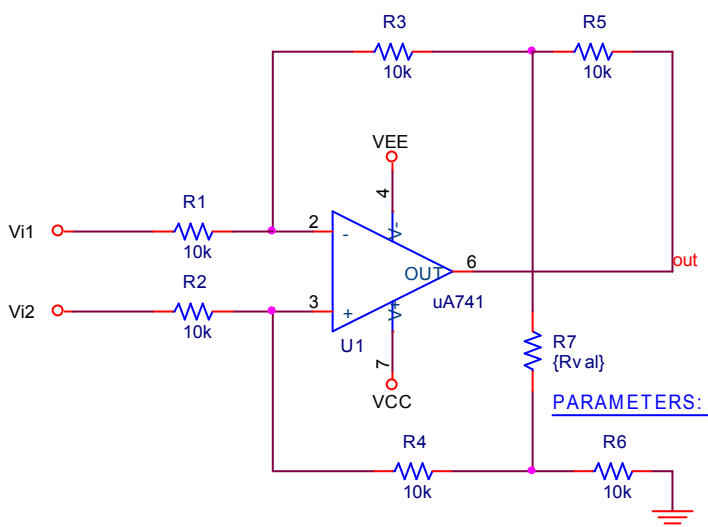 R3
10k
R5
10k
VEE
4
V-
R1
10k
Vi1
2
-
OUT
6
out
uA741
R2
10k
Vi2
3
+
U1
V+
7
VCC
R7
{Rval}
PARAMETERS:
R4
10k
R6
10k